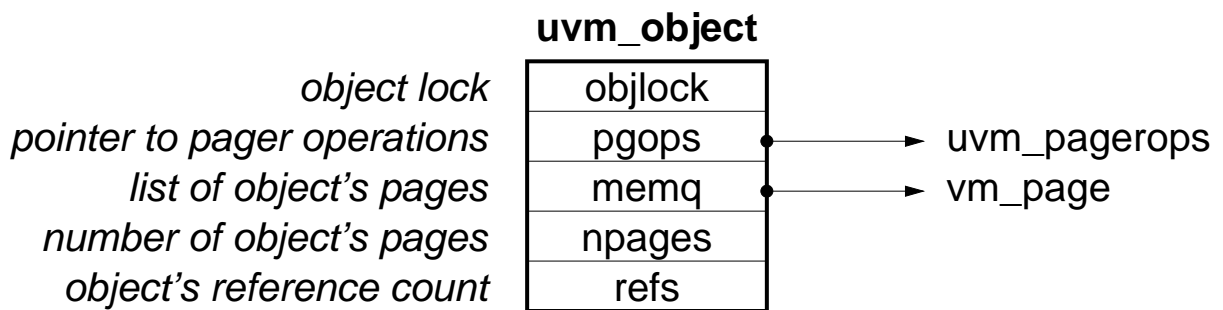 uvm_object
object lock objlock
pointer to pager operations pgops uvm_pagerops
list of object’s pages memq vm_page
number of object’s pages npages
object’s reference count refs